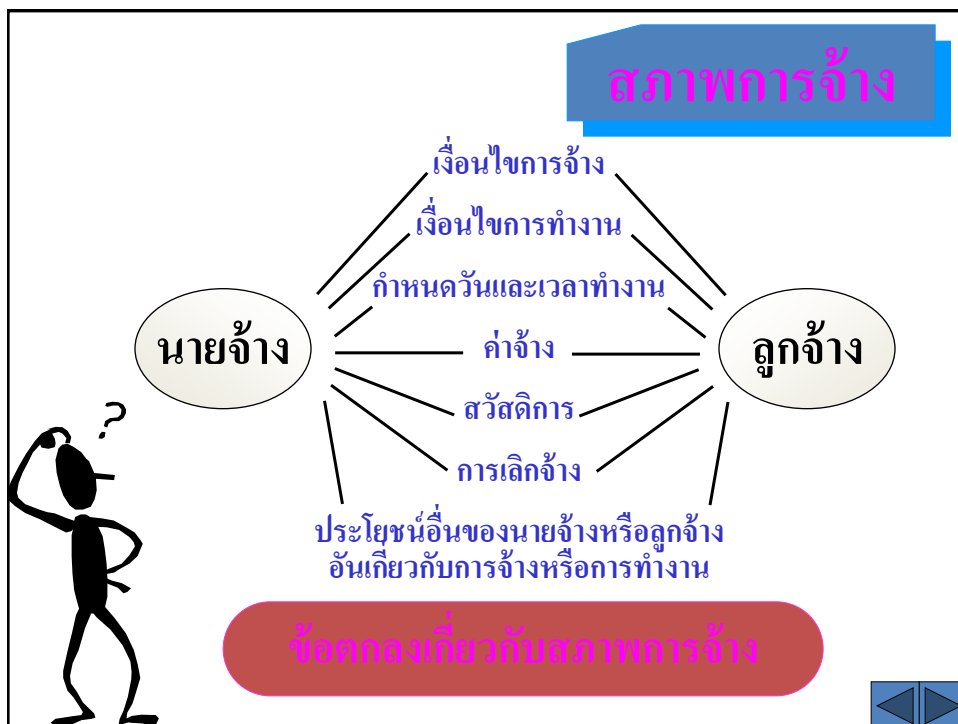 สภาพการจ้าง
เงื่อนไขการจ้าง
เงื่อนไขการทำงาน
กำหนดวันและเวลาทำงาน
นายจ้าง
ค่าจ้าง
ลูกจ้าง
สวัสดิการ
?
การเลิกจ้าง
ประโยชน์อื่นของนายจ้างหรือลูกจ้าง
อันเกี่ยวกับการจ้างหรือการทำงาน
ข้อตกลงเกี่ยวกับสภาพการจ้าง